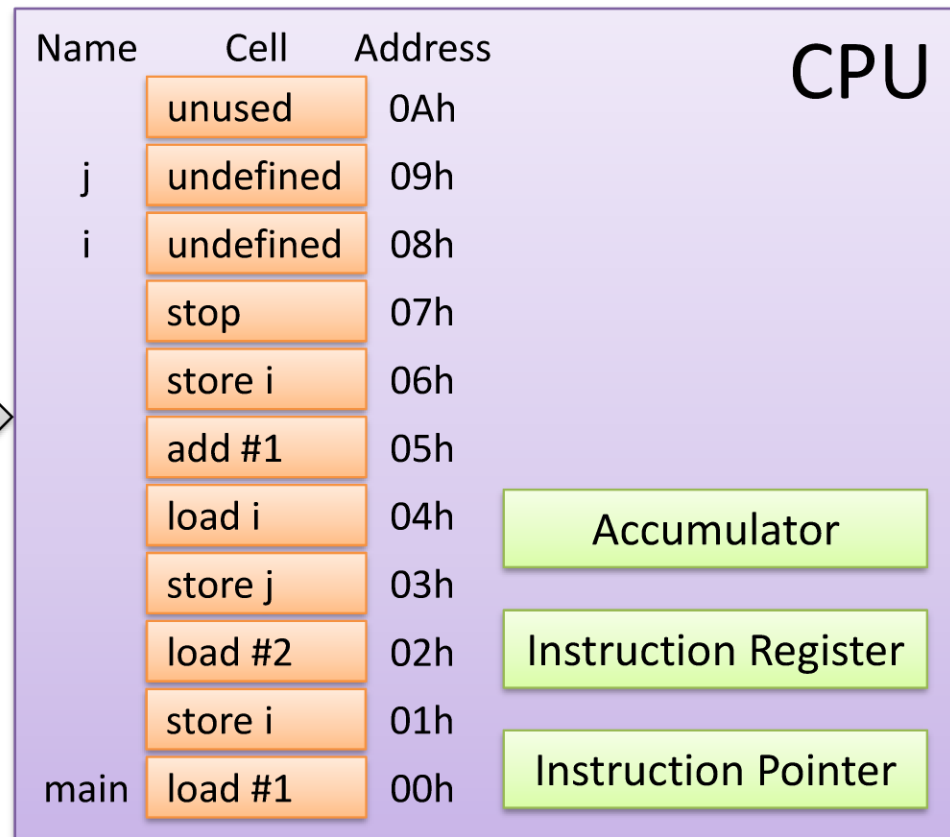 CPU
Name Cell Address
unused 0Ah
j undefined 09h
i undefined 08h
stop 07h
store i 06h
add #1 05h
load i 04h
store j 03h
load #2 02h
store i 01h
main load #1 00h
Accumulator
Instruction Register
Instruction Pointer